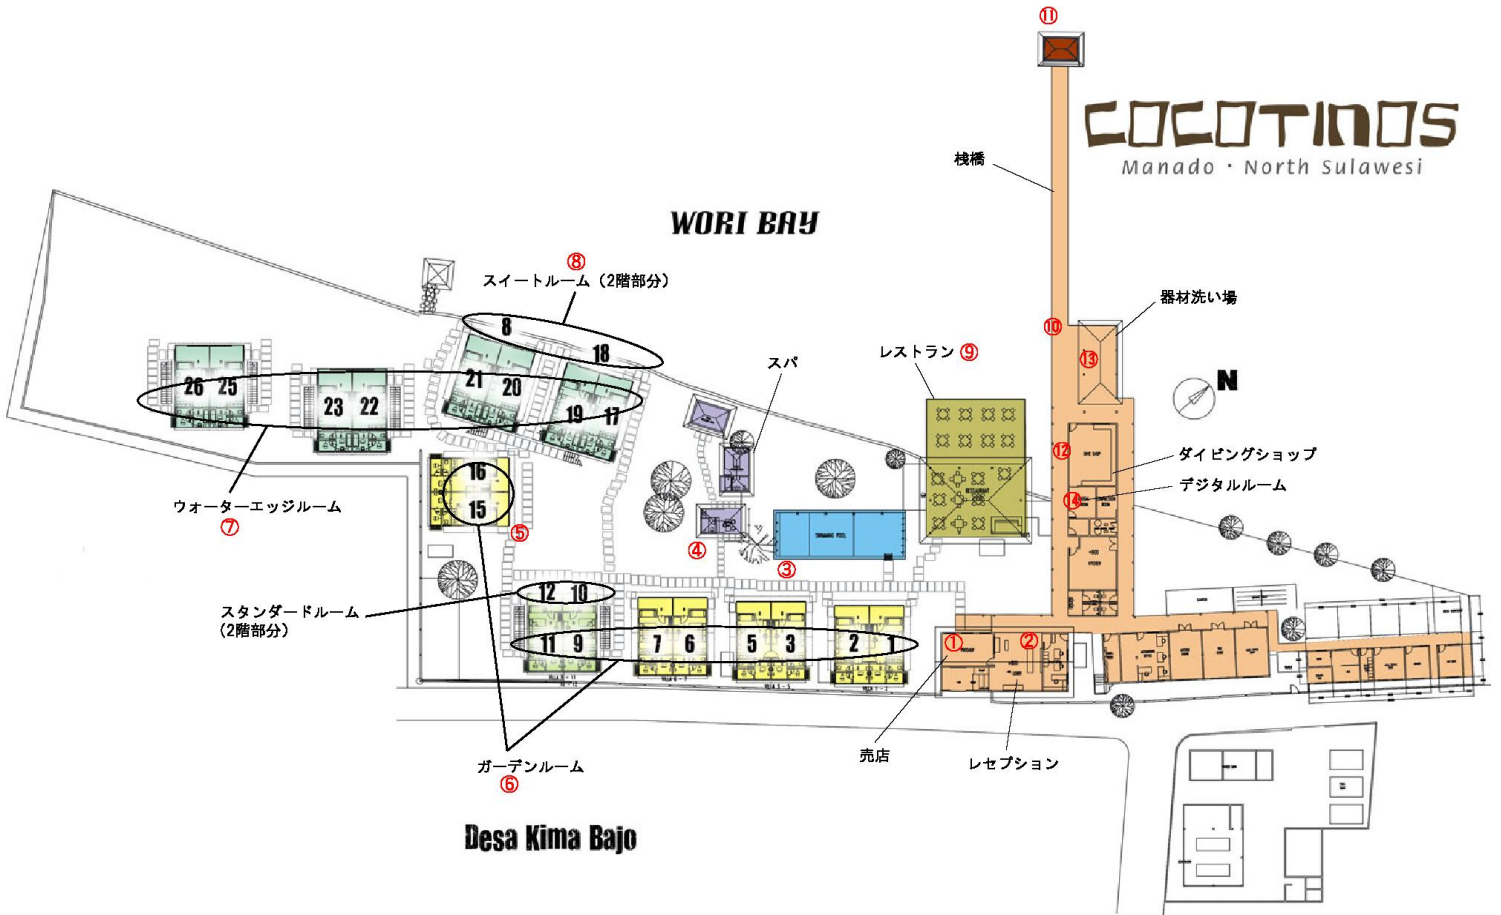 ⑪
COCOTINOS
Manado · North Sulawesi
桟橋
WORI BAY
⑧
スイートルーム（2階部分）
器材洗い場
⑩
8
18
スパ
レストラン ⑨
⑬
N
26 25
23 22
21 20
19 17
⑫
DIVE SHOP
ダイビングショップ
デジタルルーム
⑭
16
15
ウォーターエッジルーム
⑦
⑤
④
SWIMMING POOL
RESTAURANT
③
KITCHEN
スタンダードルーム
（2階部分）
12 10
11 9
7 6
5 3
2 1
①
②
売店
レセプション
ガーデンルーム
⑥
Desa Kima Bajo